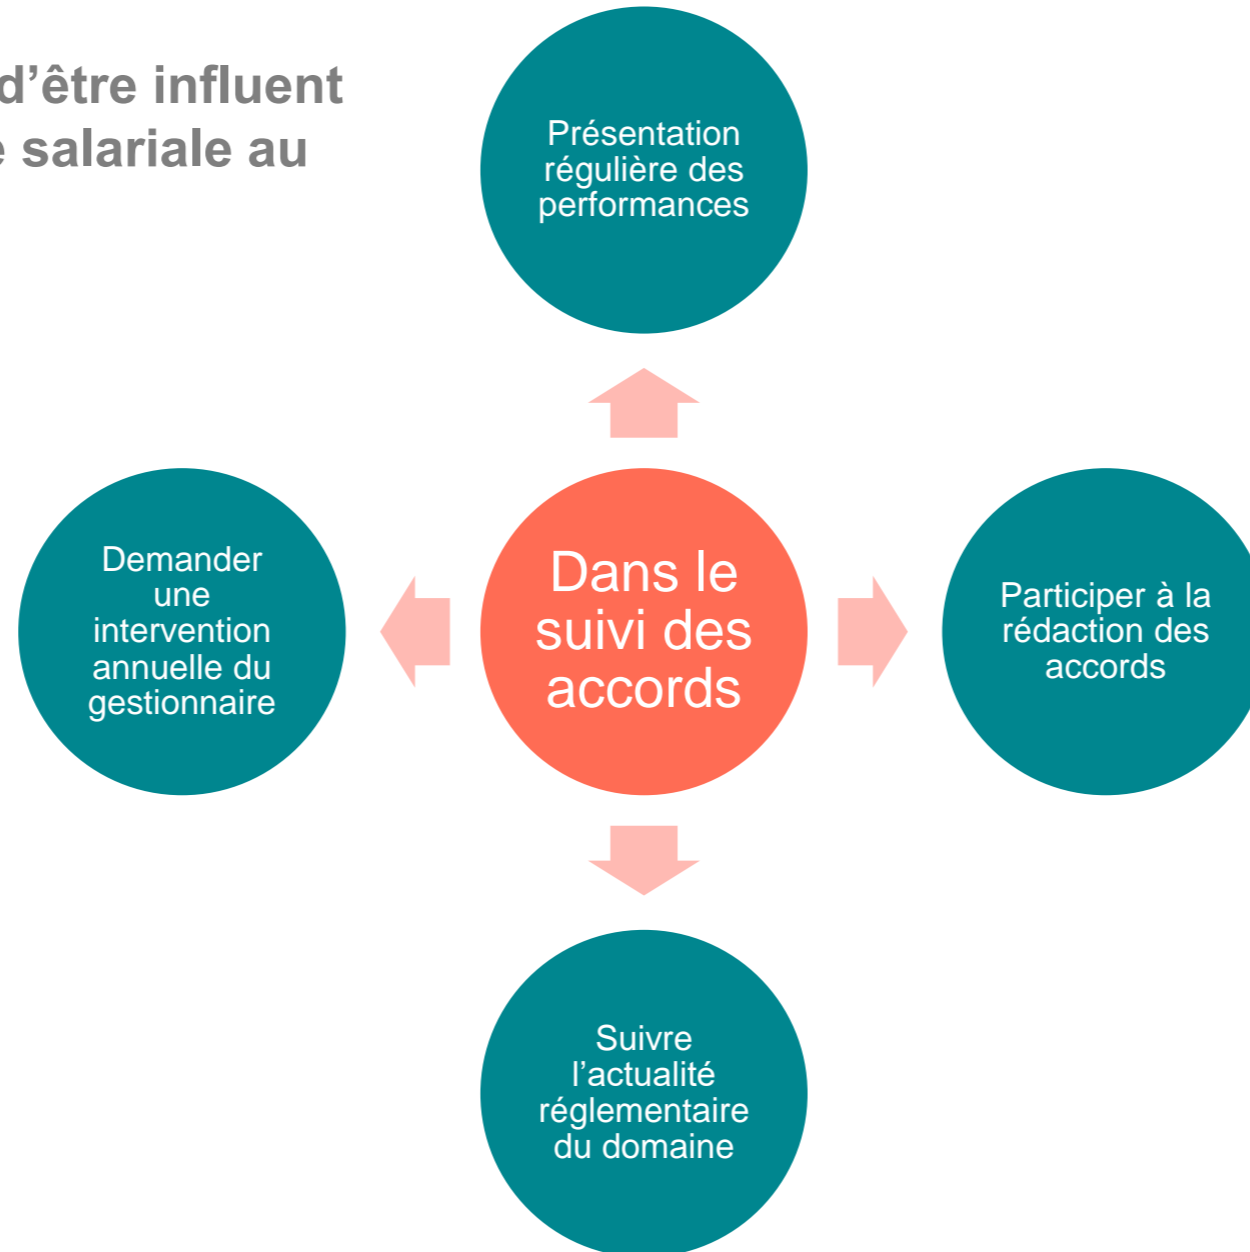 d’être influent
e salariale au
Présentation
régulière des
performances
Demander
une
intervention
annuelle du
gestionnaire
Dans le
suivi des
accords
Participer à la
rédaction des
accords
Suivre
l’actualité
réglementaire
du domaine